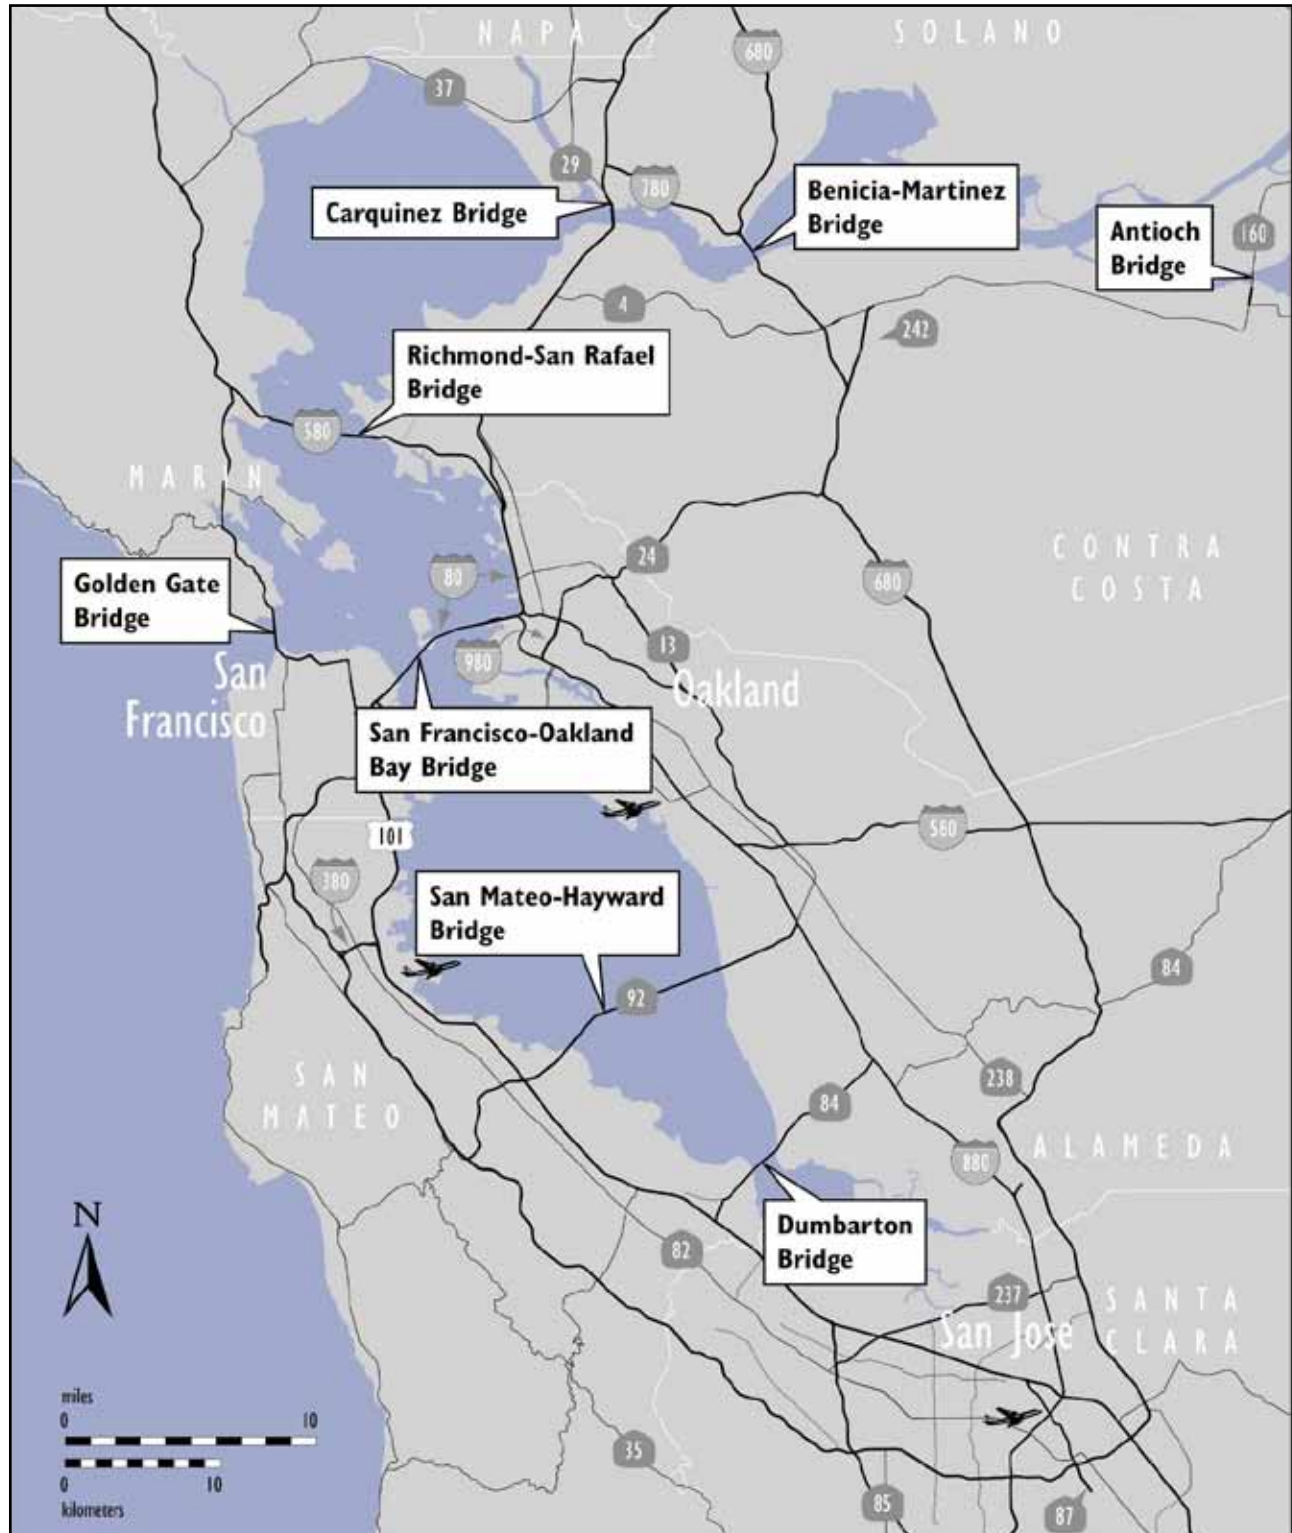 NAPA
SOLANO
680
37
29
780
Carquinez Bridge
Benicia-Martinez
Bridge
Antioch
Bridge
160
4
242
Richmond-San Rafael
Bridge
580
MARIN
24
CONTRA
COSTA
80
680
Golden Gate
Bridge
13
980
San
Francisco
Oakland
San Francisco-Oakland
Bay Bridge
101
580
380
San Mateo-Hayward
Bridge
84
92
SAN
MATEO
238
84
ALAMEDA
880
N
Dumbarton
Bridge
82
237
SANTA
CLARA
San Jose
miles
0 10
0 10
kilometers
35
85
87